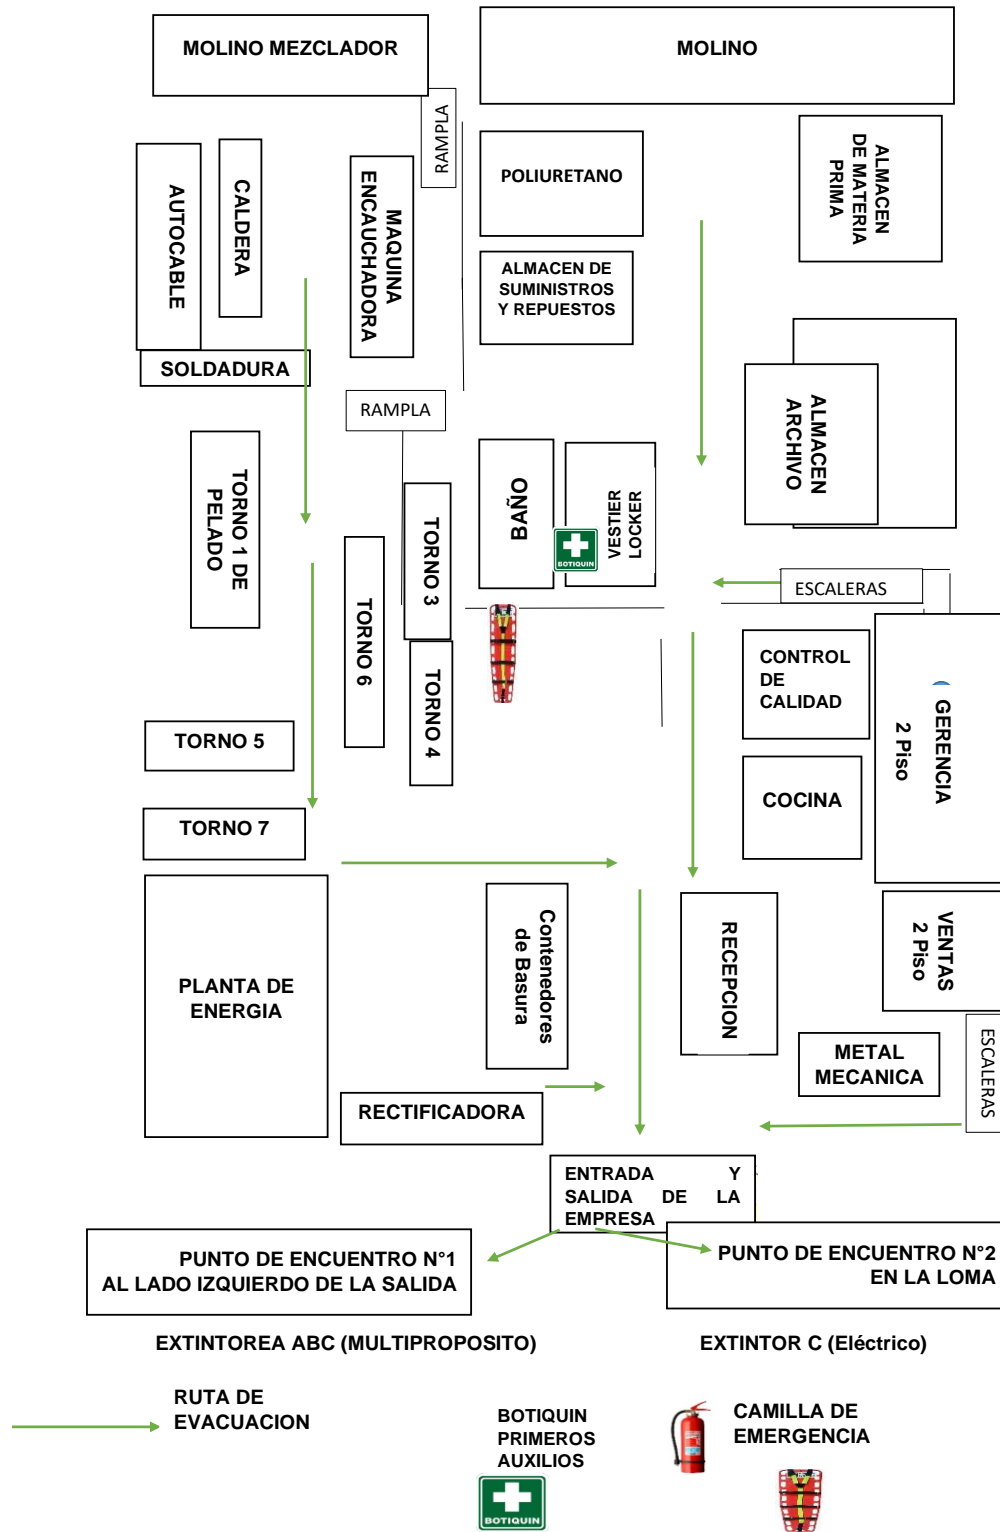 MOLINO MEZCLADOR
MOLINO
RAMPLA
AUTOCABLE
CALDERA
MAQUINA
ENCAUCHADORA
POLIURETANO
ALMACEN
DE MATERIA
PRIMA
ALMACEN DE
SUMINISTROS
Y REPUESTOS
SOLDADURA
RAMPLA
ALMACEN
ARCHIVO
TORNO 1 DE
PELADO
TORNO 3
BAÑO
VESTIER
LOCKER
BOTIQUIN
TORNO 6
ESCALERAS
TORNO 4
CONTROL
DE
CALIDAD
GERENCIA
2 Piso
TORNO 5
COCINA
TORNO 7
PLANTA DE
ENERGIA
Contenedores
de Basura
RECEPCION
VENTAS
2 Piso
METAL
MECANICA
ESCALERAS
RECTIFICADORA
ENTRADA Y
SALIDA DE LA
EMPRESA
PUNTO DE ENCUENTRO N°1
AL LADO IZQUIERDO DE LA SALIDA
PUNTO DE ENCUENTRO N°2
EN LA LOMA
EXTINTOREA ABC (MULTIPROPOSITO)
EXTINTOR C (Eléctrico)
RUTA DE
EVACUACION
BOTIQUIN
PRIMEROS
AUXILIOS
BOTIQUIN
CAMILLA DE
EMERGENCIA